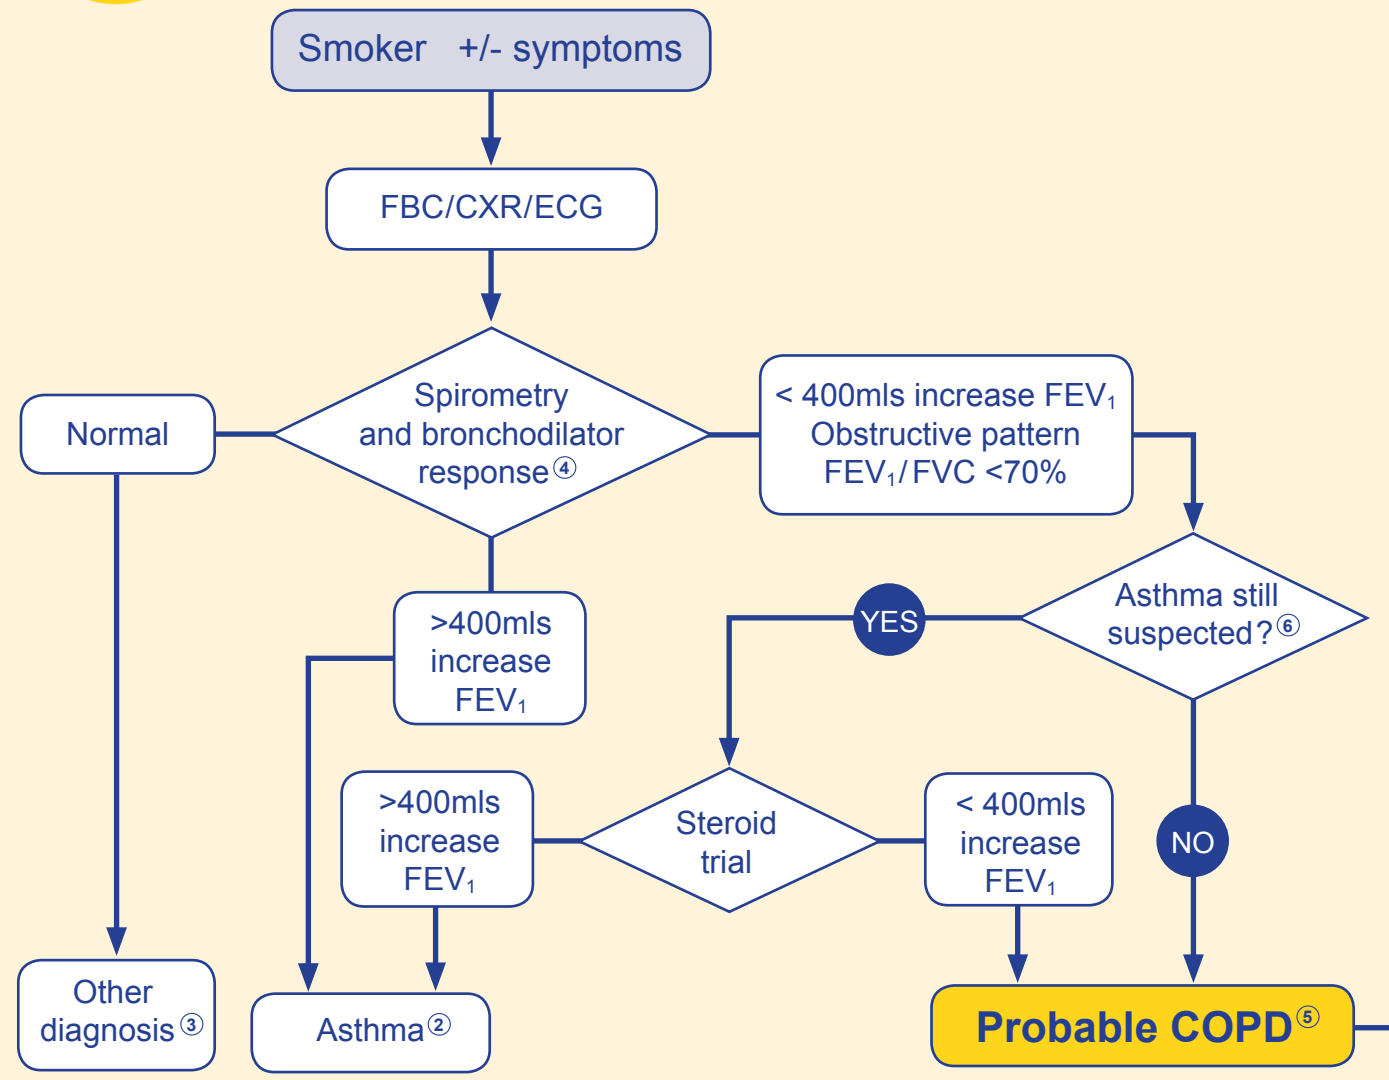 Smoker +/- symptoms
FBC/CXR/ECG
Spirometry
and bronchodilator
response④
Normal
< 400mls increase FEV₁
Obstructive pattern
FEV₁/FVC <70%
>400mls
increase
FEV₁
Asthma still
suspected?⑥
YES
NO
Steroid
trial
>400mls
increase
FEV₁
< 400mls
increase
FEV₁
Other
diagnosis③
Asthma②
Probable COPD⑤